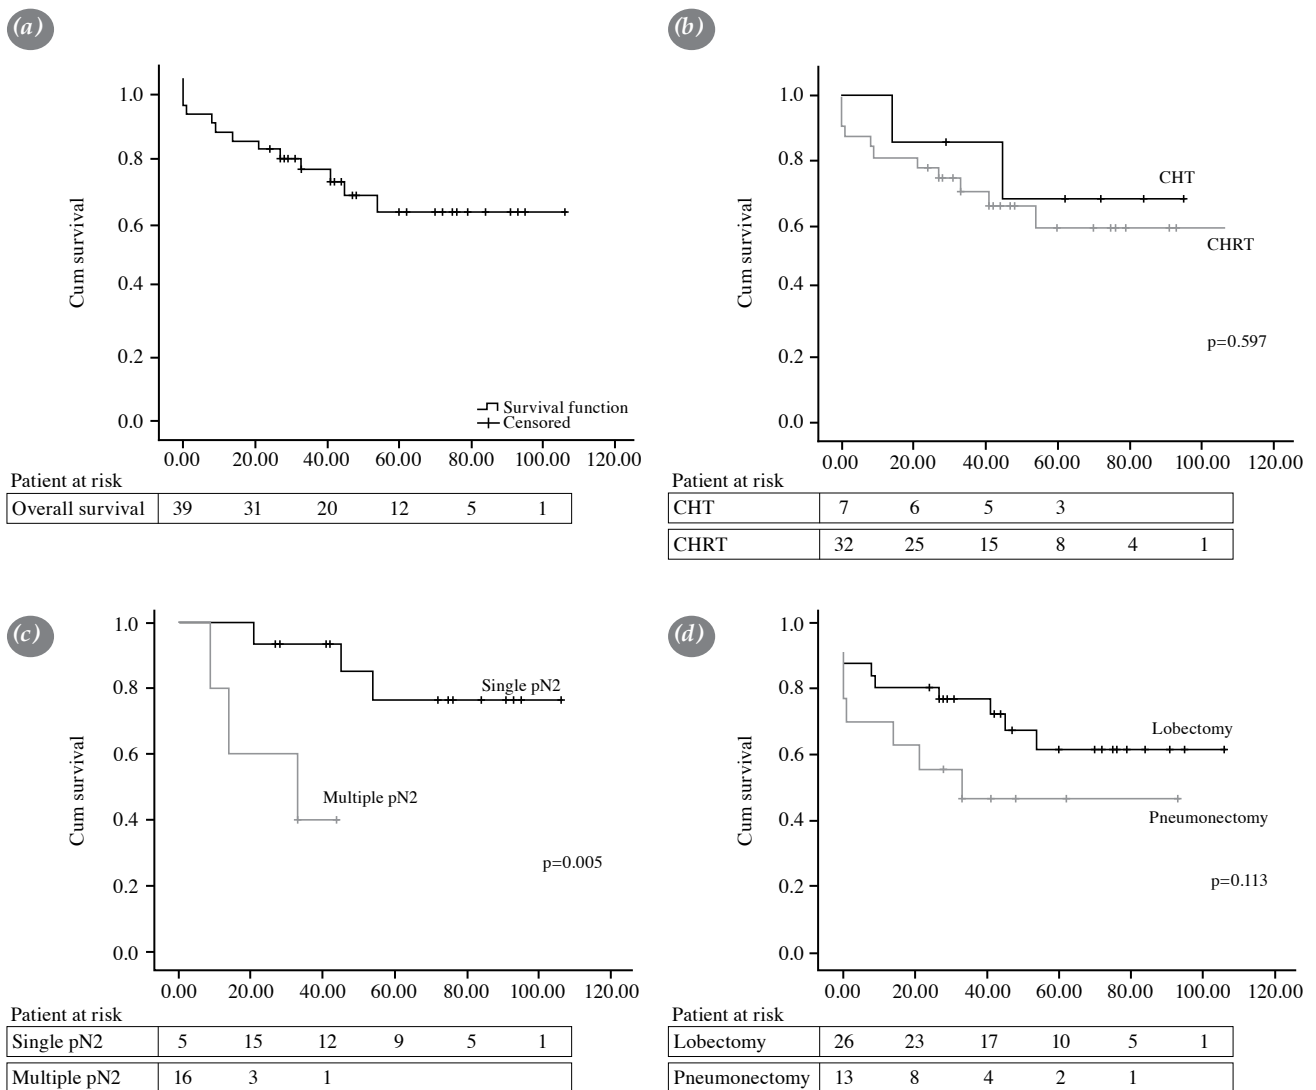 (a)
Cum survival
1.0
0.8
0.6
0.4
0.2
0.0
Survival function
Censored
0.00 20.00 40.00 60.00 80.00 100.00 120.00
Patient at risk
Overall survival 39 31 20 12 5 1
(b)
Cum survival
1.0
0.8
0.6
0.4
0.2
0.0
CHT
CHRT
p=0.597
0.00 20.00 40.00 60.00 80.00 100.00 120.00
Patient at risk
CHT 7 6 5 3
CHRT 32 25 15 8 4 1
(c)
Cum survival
1.0
0.8
0.6
0.4
0.2
0.0
Single pN2
Multiple pN2
p=0.005
0.00 20.00 40.00 60.00 80.00 100.00 120.00
Patient at risk
Single pN2 5 15 12 9 5 1
Multiple pN2 16 3 1
(d)
Cum survival
1.0
0.8
0.6
0.4
0.2
0.0
Lobectomy
Pneumonectomy
p=0.113
0.00 20.00 40.00 60.00 80.00 100.00 120.00
Patient at risk
Lobectomy 26 23 17 10 5 1
Pneumonectomy 13 8 4 2 1